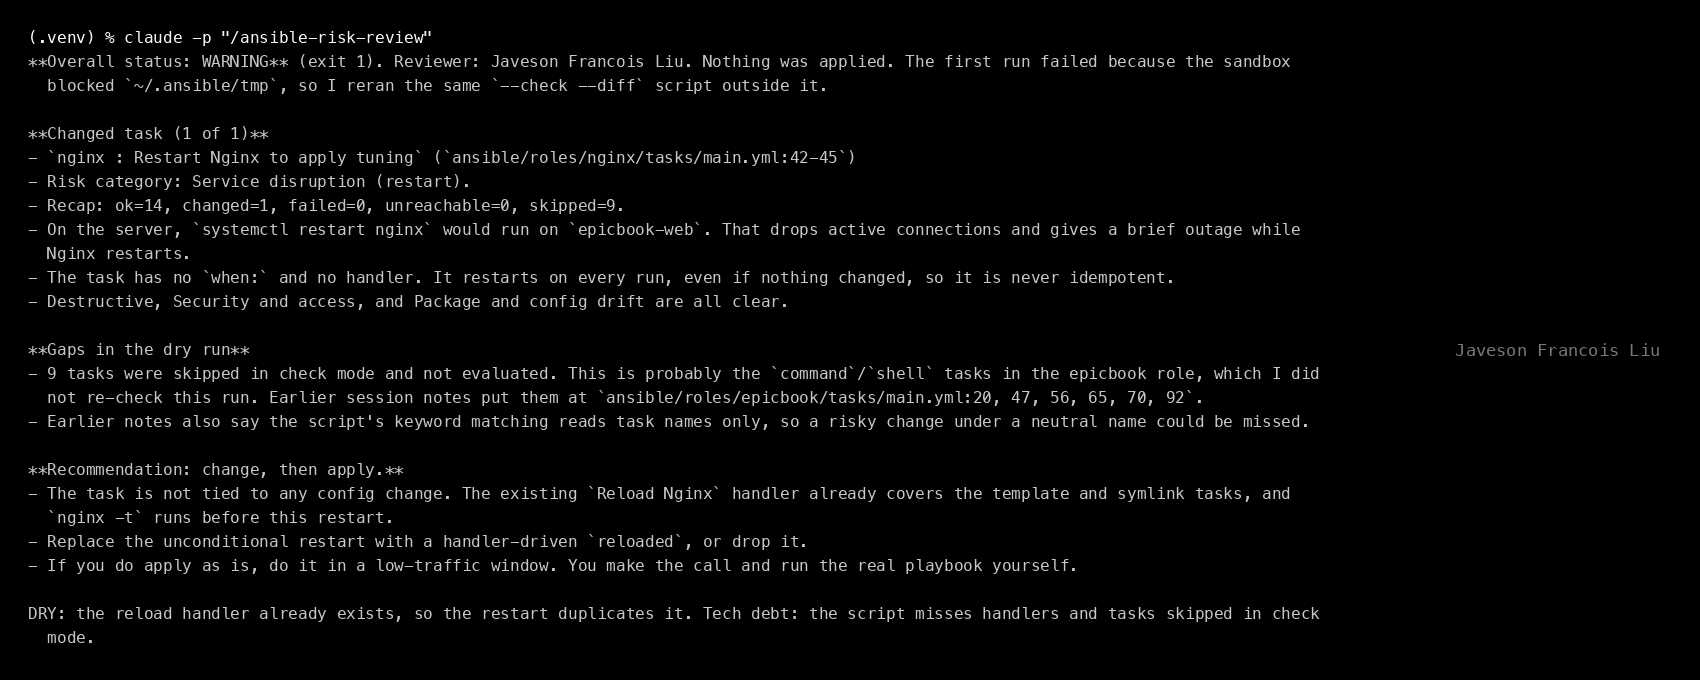 (.venv) % claude -p "/ansible-risk-review"
**Overall status: WARNING** (exit 1). Reviewer: Javeson Francois Liu. Nothing was applied. The first run failed because the sandbox
blocked `~/.ansible/tmp`, so I reran the same `--check --diff` script outside it.
**Changed task (1 of 1)**
- `nginx : Restart Nginx to apply tuning` (`ansible/roles/nginx/tasks/main.yml:42-45`)
- Risk category: Service disruption (restart).
- Recap: ok=14, changed=1, failed=0, unreachable=0, skipped=9.
- On the server, `systemctl restart nginx` would run on `epicbook-web`. That drops active connections and gives a brief outage while
Nginx restarts.
- The task has no `when:` and no handler. It restarts on every run, even if nothing changed, so it is never idempotent.
- Destructive, Security and access, and Package and config drift are all clear.
**Gaps in the dry run**
Javeson Francois Liu
- 9 tasks were skipped in check mode and not evaluated. This is probably the `command`/`shell` tasks in the epicbook role, which I did
not re-check this run. Earlier session notes put them at `ansible/roles/epicbook/tasks/main.yml:20, 47, 56, 65, 70, 92`.
- Earlier notes also say the script's keyword matching reads task names only, so a risky change under a neutral name could be missed.
**Recommendation: change, then apply.**
- The task is not tied to any config change. The existing `Reload Nginx` handler already covers the template and symlink tasks, and
`nginx -t` runs before this restart.
- Replace the unconditional restart with a handler-driven `reloaded`, or drop it.
- If you do apply as is, do it in a low-traffic window. You make the call and run the real playbook yourself.
DRY: the reload handler already exists, so the restart duplicates it. Tech debt: the script misses handlers and tasks skipped in check
mode.